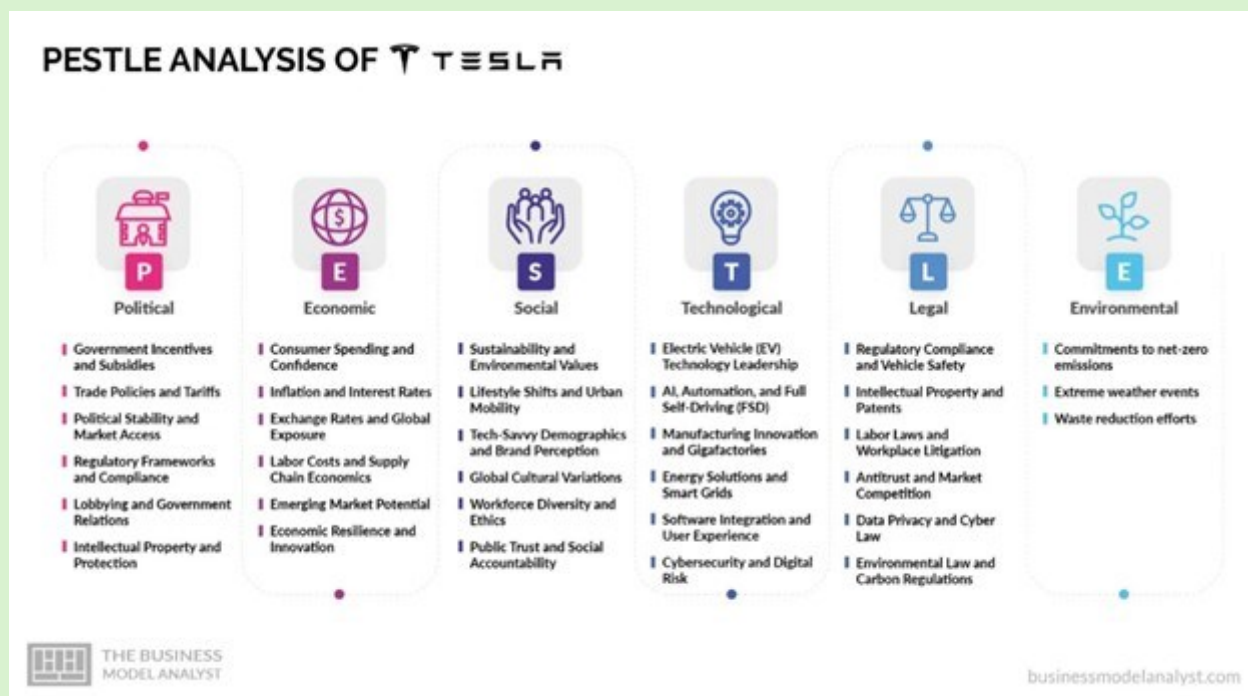 PESTLE ANALYSIS OF TESLA
P
Political
Government Incentives
and Subsidies
Trade Policies and Tariffs
Political Stability and
Market Access
Regulatory Frameworks
and Compliance
Lobbying and Government
Relations
Intellectual Property and
Protection
E
Economic
Consumer Spending and
Confidence
Inflation and Interest Rates
Exchange Rates and Global
Exposure
Labor Costs and Supply
Chain Economics
Emerging Market Potential
Economic Resilience and
Innovation
S
Social
Sustainability and
Environmental Values
Lifestyle Shifts and Urban
Mobility
Tech-Savvy Demographics
and Brand Perception
Global Cultural Variations
Workforce Diversity and
Ethics
Public Trust and Social
Accountability
T
Technological
Electric Vehicle (EV)
Technology Leadership
AI, Automation, and Full
Self-Driving (FSD)
Manufacturing Innovation
and Gigafactories
Energy Solutions and
Smart Grids
Software Integration and
User Experience
Cybersecurity and Digital
Risk
L
Legal
Regulatory Compliance
and Vehicle Safety
Intellectual Property and
Patents
Labor Laws and
Workplace Litigation
Antitrust and Market
Competition
Data Privacy and Cyber
Law
Environmental Law and
Carbon Regulations
E
Environmental
Commitments to net-zero
emissions
Extreme weather events
Waste reduction efforts
THE BUSINESS
MODEL ANALYST
businessmodelanalyst.com